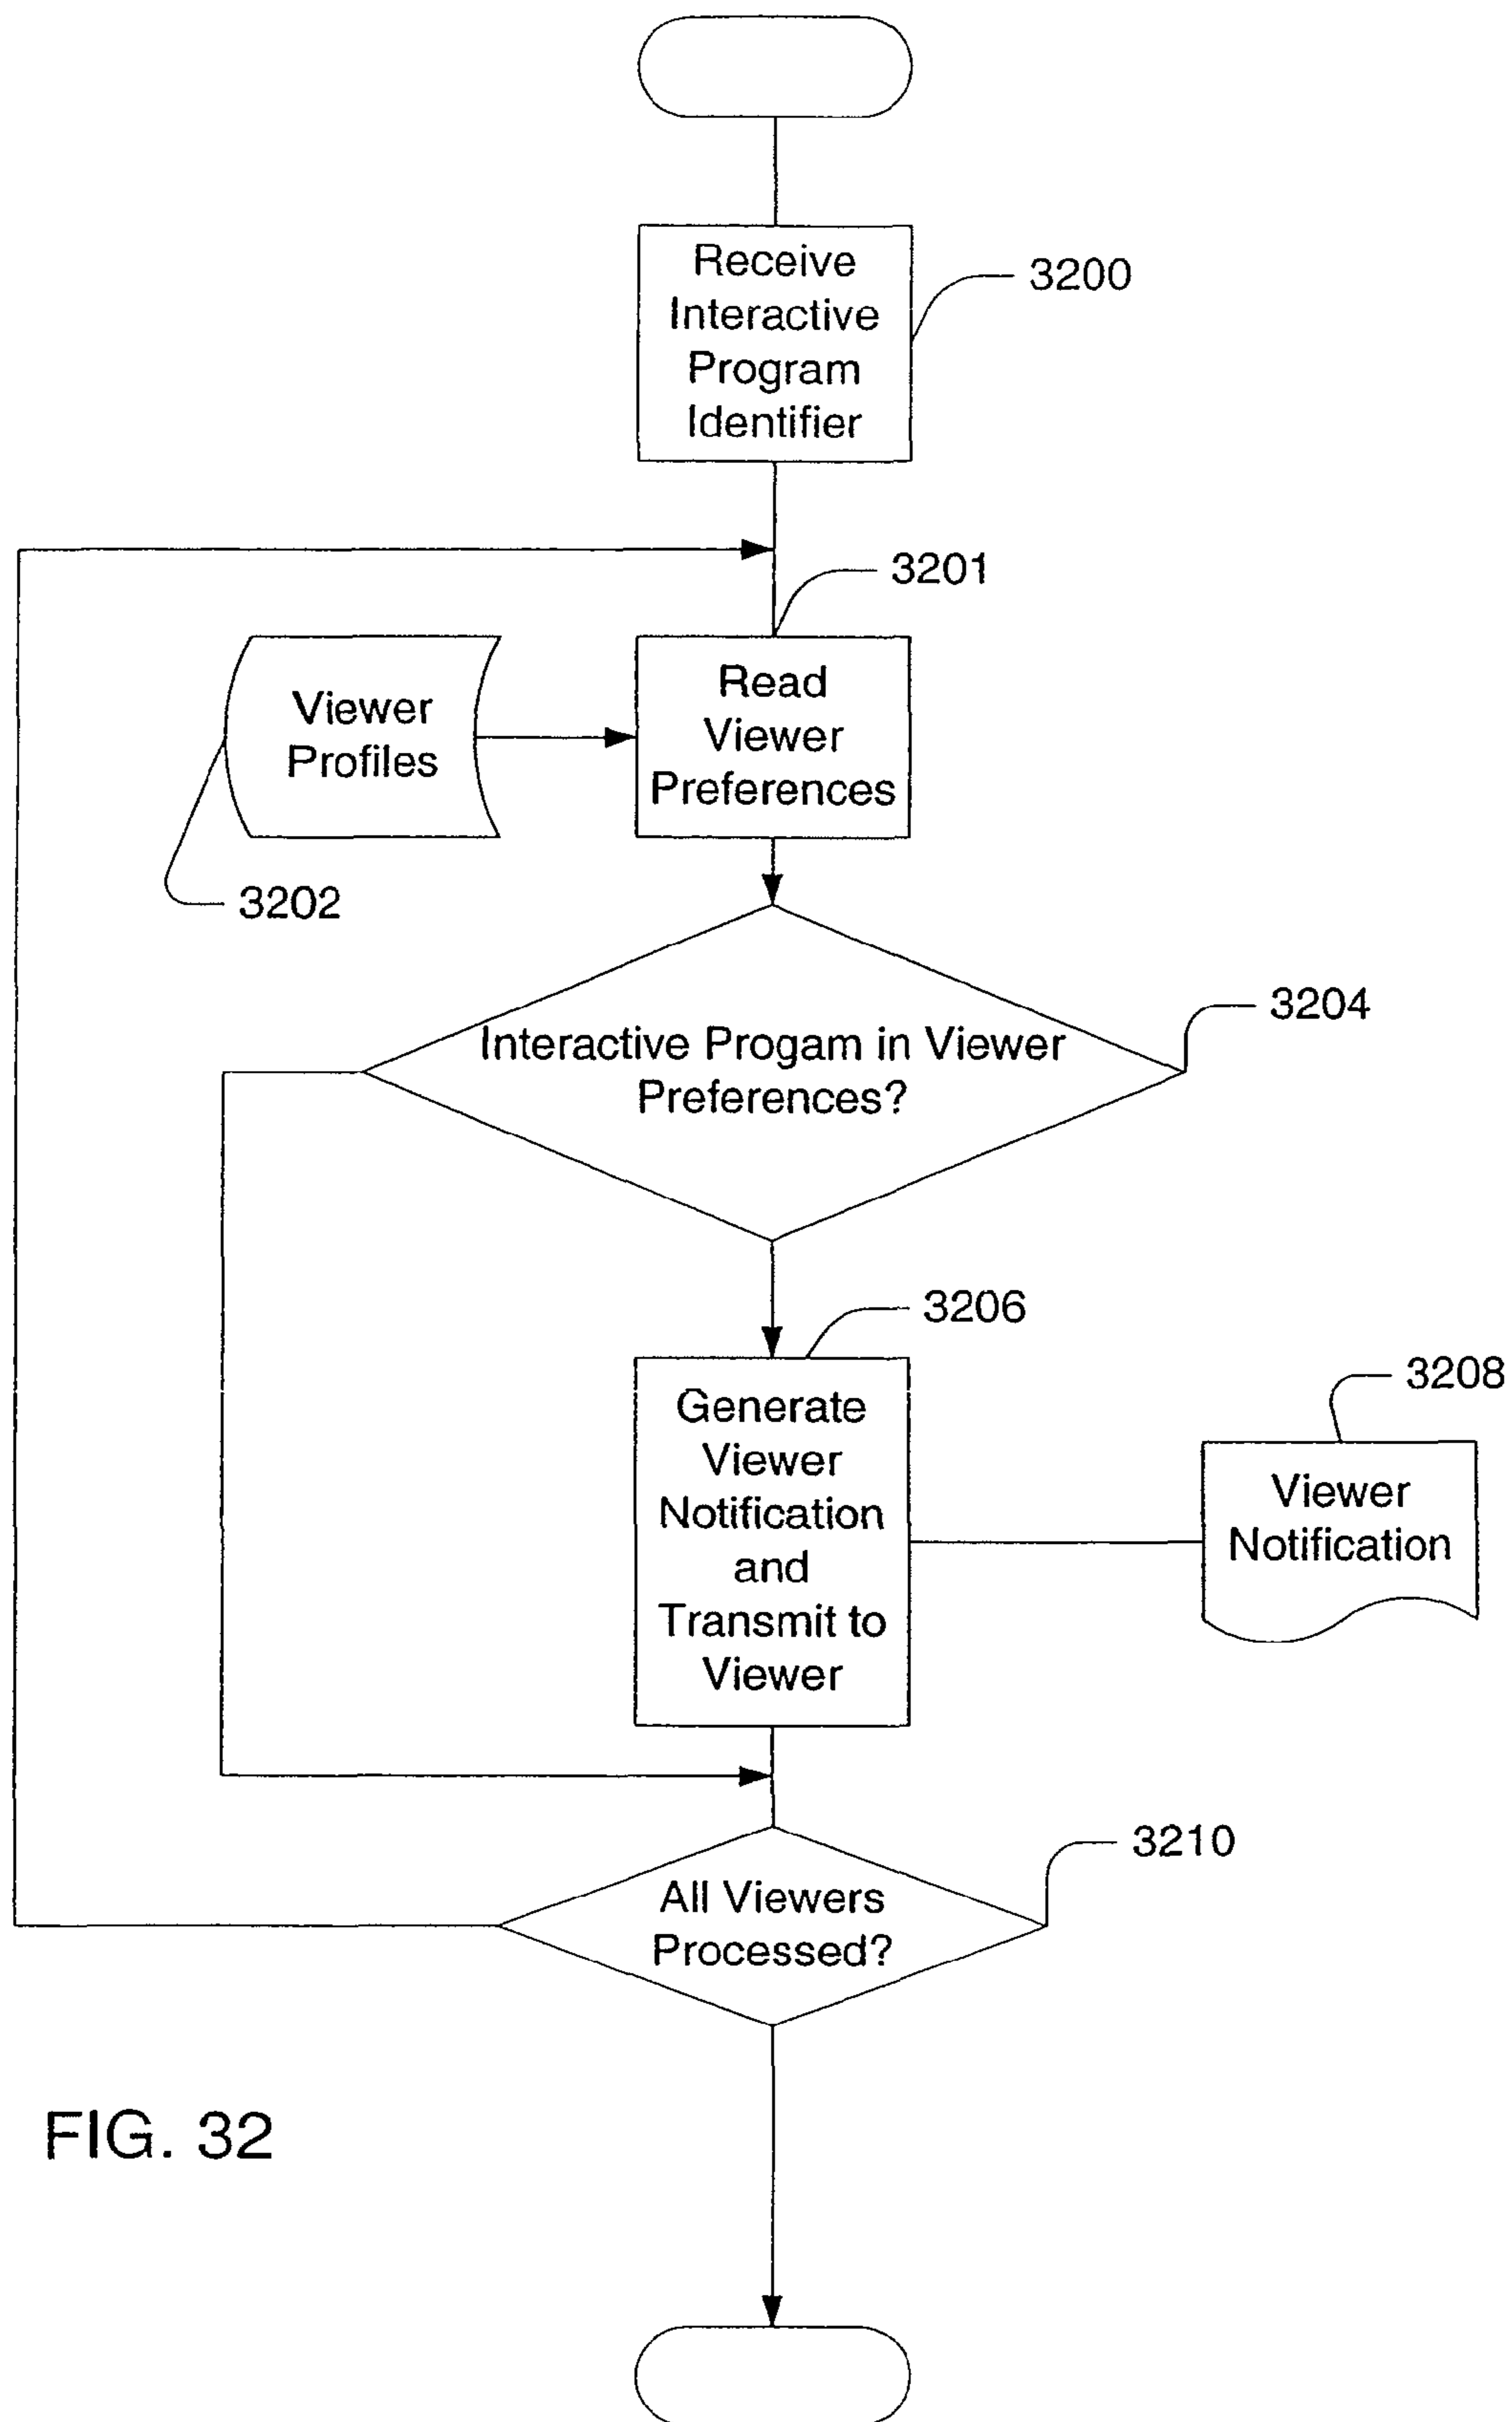 Receive
Interactive
Program
Identifier
3200
3201
Viewer
Profiles
Read
Viewer
Preferences
3202
3204
Interactive Progam in Viewer
Preferences?
3206
Generate
Viewer
Notification
and
Transmit to
Viewer
3208
Viewer
Notification
3210
All Viewers
Processed?
FIG. 32